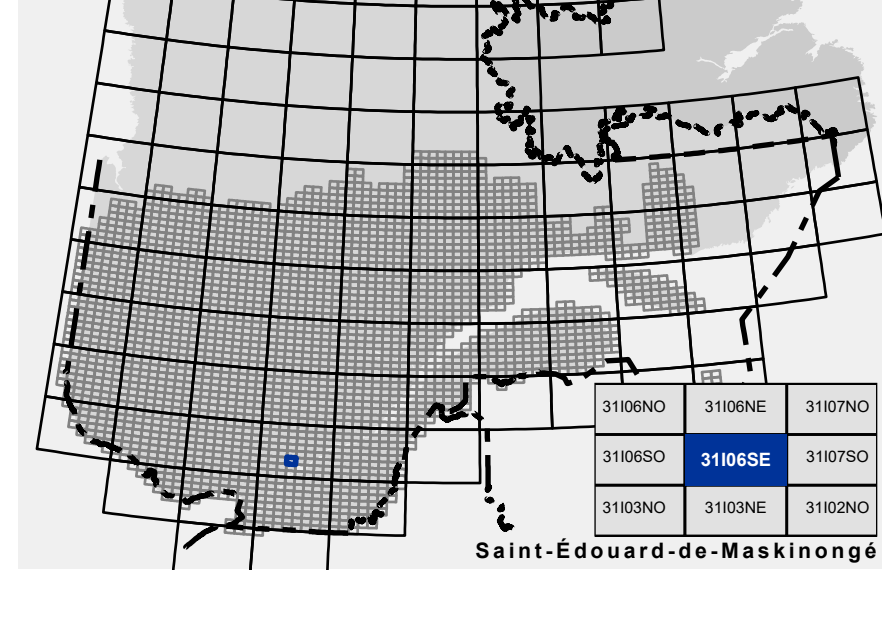 31I06NO 31I06NE 31I07NO
31I06SO 31I06SE 31I07SO
31I03NO 31I03NE 31I02NO
Saint-Édouard-de-Maskinongé